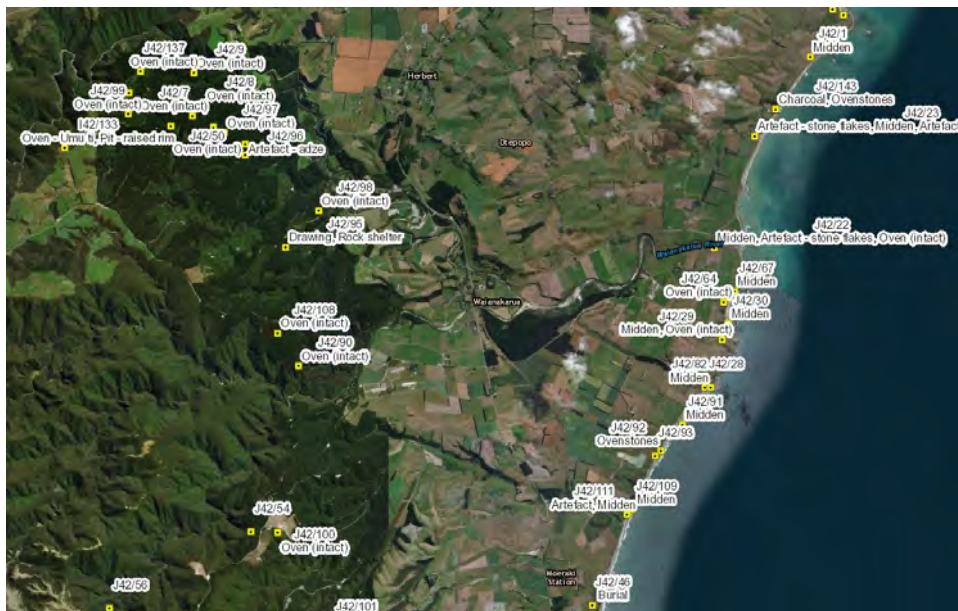 J42/1
Midden
J42/137
Oven (intact)
J42/9
Oven (intact)
Herbert
J42/8
Oven (intact)
J42/99
Oven (intact)
J42/7
Oven (intact)
J42/97
Oven (intact)
J42/143
Charcoal, Ovenstones
J42/23
Artefact - stone flakes, Midden, Artefact
J42/133
Oven - Umu ti, Pit - raised rim
J42/50
Oven (intact)
J42/96
Artefact - adze
Otepopo
J42/98
Oven (intact)
J42/95
Drawing, Rock shelter
J42/22
Midden, Artefact - stone flakes, Oven (intact)
Waianakarua River
J42/67
Midden
J42/64
Oven (intact)
J42/30
Midden
Waianakarua
J42/108
Oven (intact)
J42/29
Midden, Oven (intact)
J42/90
Oven (intact)
J42/82
Midden
J42/28
J42/91
Midden
J42/92
Ovenstones
J42/93
J42/109
Midden
J42/111
Artefact, Midden
J42/54
J42/100
Oven (intact)
Moeraki
Station
J42/46
Burial
J42/56
J42/101